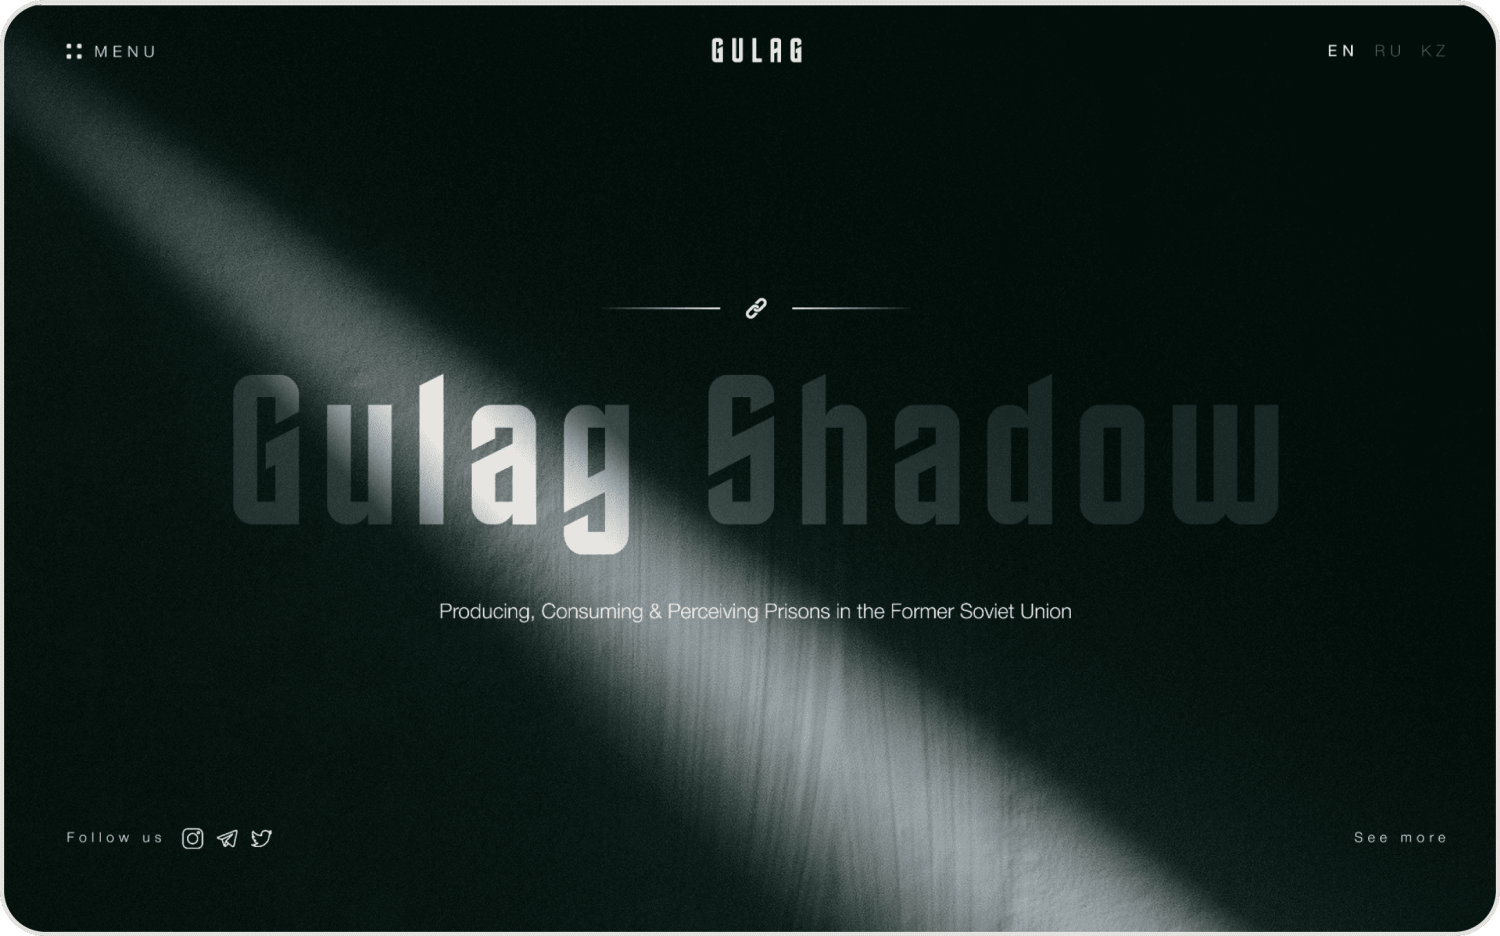 MENU
GULAG
EN RU KZ
Gulag Shadow
Producing, Consuming & Perceiving Prisons in the Former Soviet Union
Follow us
See more